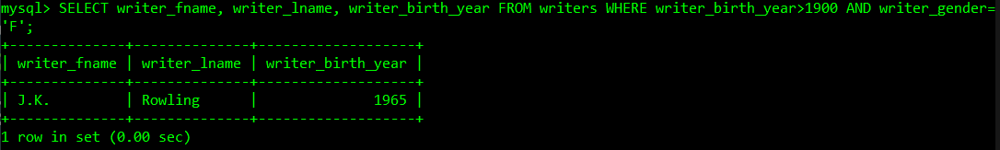 mysql> SELECT writer_fname, writer_lname, writer_birth_year FROM writers WHERE writer_birth_year>1900 AND writer_gender=
'F';
+--------------+--------------+-------------------+
| writer_fname | writer_lname | writer_birth_year |
+--------------+--------------+-------------------+
| J.K.         | Rowling      |              1965 |
+--------------+--------------+-------------------+
1 row in set (0.00 sec)